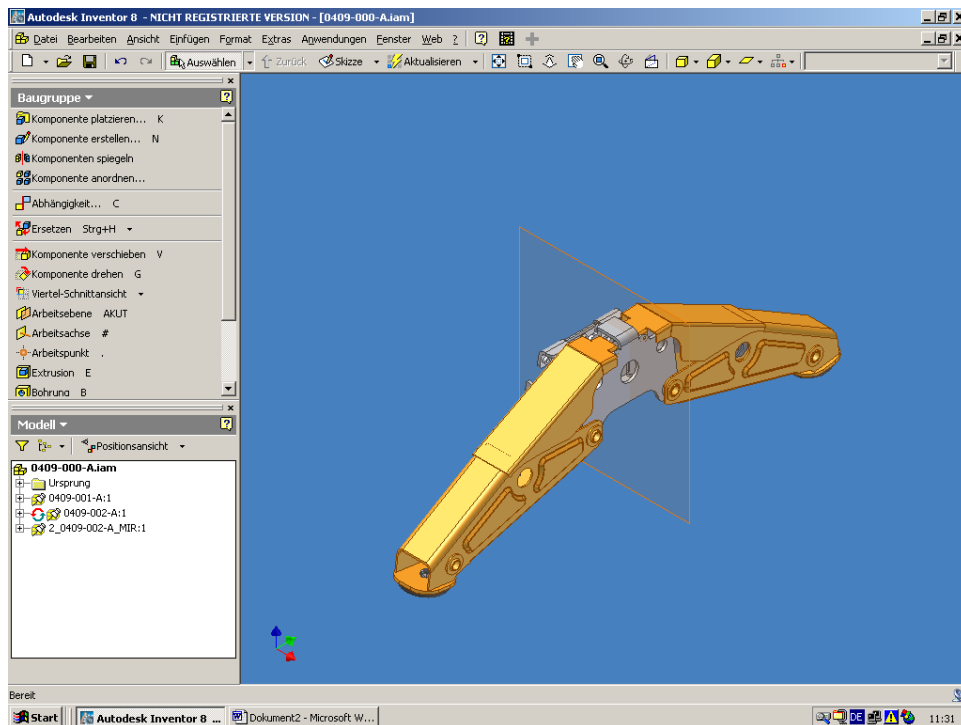 Autodesk Inventor 8 - NICHT REGISTRIERTE VERSION - [0409-000-A.iam]
Datei Bearbeiten Ansicht Einfügen Format Extras Anwendungen Fenster Web ?
Auswählen Zurück Skizze Aktualisieren
Baugruppe
Komponente platzieren... K
Komponente erstellen... N
Komponenten spiegeln
Komponente anordnen...
Abhängigkeit... C
Ersetzen Strg+H
Komponente verschieben V
Komponente drehen G
Viertel-Schnittansicht
Arbeitsebene AKUT
Arbeitsachse #
Arbeitspunkt .
Extrusion E
Bohrung B
Modell
Positionsansicht
0409-000-A.iam
Ursprung
0409-001-A:1
0409-002-A:1
2_0409-002-A_MIR:1
Bereit
Start Autodesk Inventor 8 ... Dokument2 - Microsoft W... DE 11:31